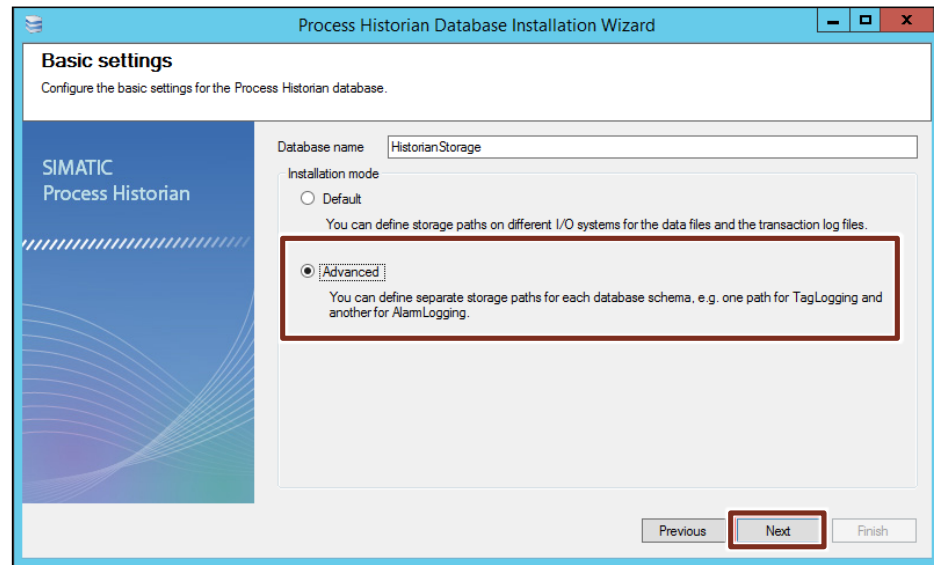 Process Historian Database Installation Wizard
Basic settings
Configure the basic settings for the Process Historian database.
SIMATIC
Process Historian
Database name HistorianStorage
Installation mode
Default
You can define storage paths on different I/O systems for the data files and the transaction log files.
Advanced
You can define separate storage paths for each database schema, e.g. one path for TagLogging and
another for AlarmLogging.
Previous Next Finish